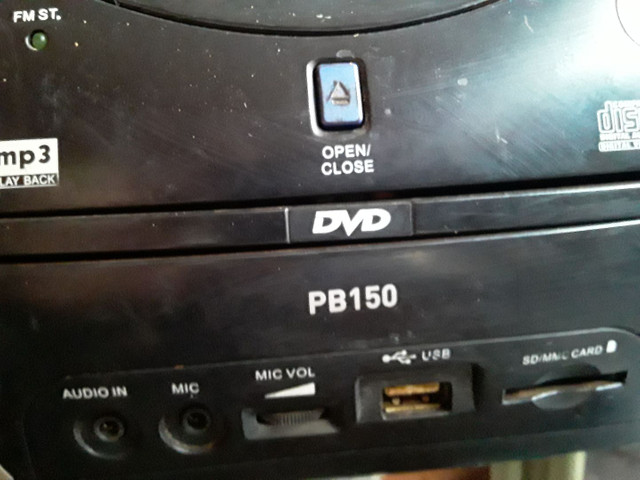 FM ST.
OPEN/
CLOSE
mp3
LAY BACK
DVD
PB150
AUDIO IN
MIC
MIC VOL
USB
SD/MMC CARD